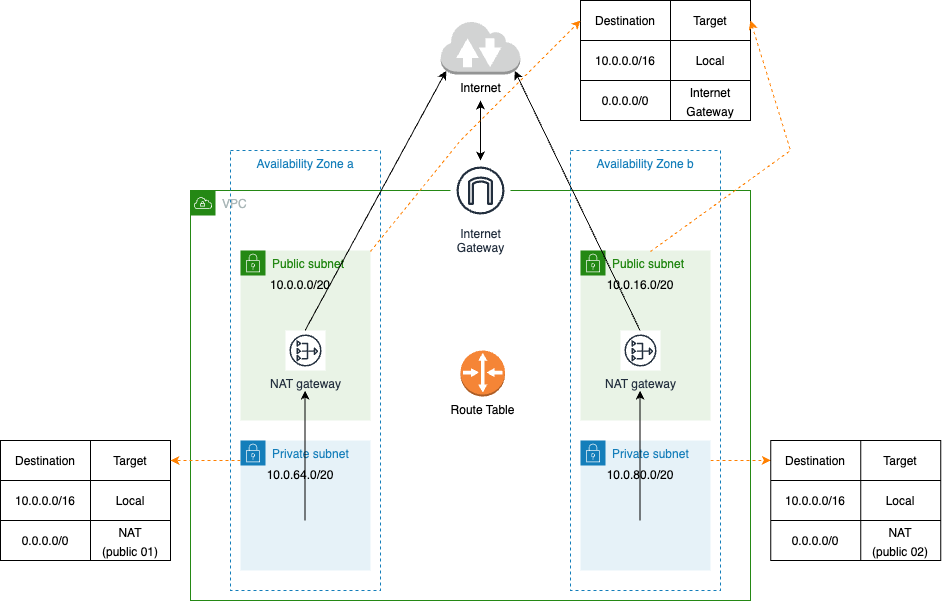 Destination
Target
10.0.0.0/16
Local
0.0.0.0/0
Internet
Gateway
Internet
Availability Zone a
Availability Zone b
VPC
Internet
Gateway
Public subnet
10.0.0.0/20
Public subnet
10.0.16.0/20
NAT gateway
NAT gateway
Route Table
Private subnet
10.0.64.0/20
Private subnet
10.0.80.0/20
Destination
Target
10.0.0.0/16
Local
0.0.0.0/0
NAT
(public 01)
Destination
Target
10.0.0.0/16
Local
0.0.0.0/0
NAT
(public 02)